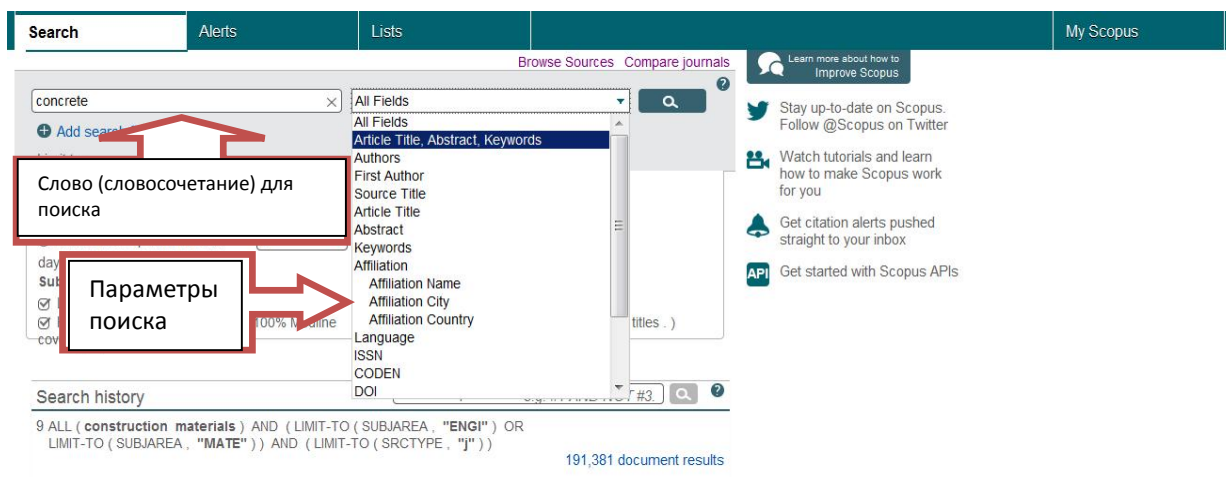 Search
Alerts
Lists
My Scopus
Browse Sources Compare journals
concrete
All Fields
Add search
All Fields
Article Title, Abstract, Keywords
Authors
First Author
Source Title
Article Title
Abstract
Keywords
Affiliation
Affiliation Name
Affiliation City
Affiliation Country
Language
ISSN
CODEN
DOI
Слово (словосочетание) для
поиска
day
Sub
Параметры
поиска
100%
titles . )
cov
Learn more about how to
Improve Scopus
Stay up-to-date on Scopus.
Follow @Scopus on Twitter
Watch tutorials and learn
how to make Scopus work
for you
Get citation alerts pushed
straight to your inbox
API
Get started with Scopus APIs
Search history
e.g. #1 AND NOT #3.
9 ALL ( construction materials ) AND ( LIMIT-TO ( SUBJAREA , "ENGI" ) OR
LIMIT-TO ( SUBJAREA , "MATE" ) ) AND ( LIMIT-TO ( SRCTYPE , "j" ) )
191,381 document results